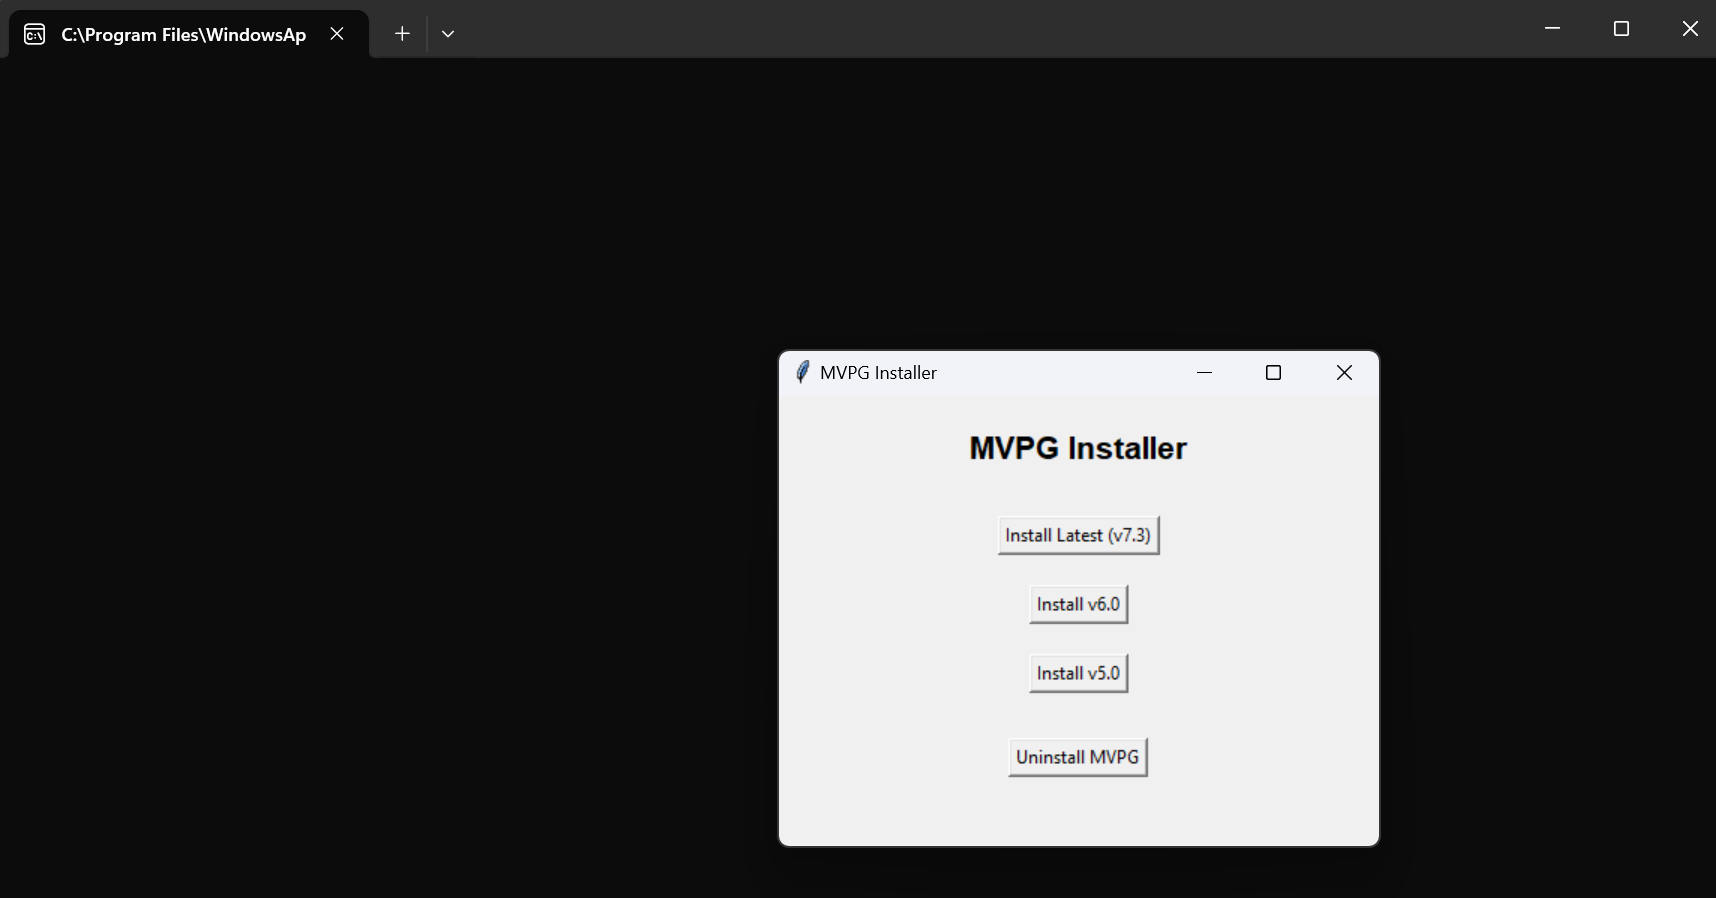 C:\Program Files\WindowsAp
MVPG Installer
MVPG Installer
Install Latest (v7.3)
Install v6.0
Install v5.0
Uninstall MVPG